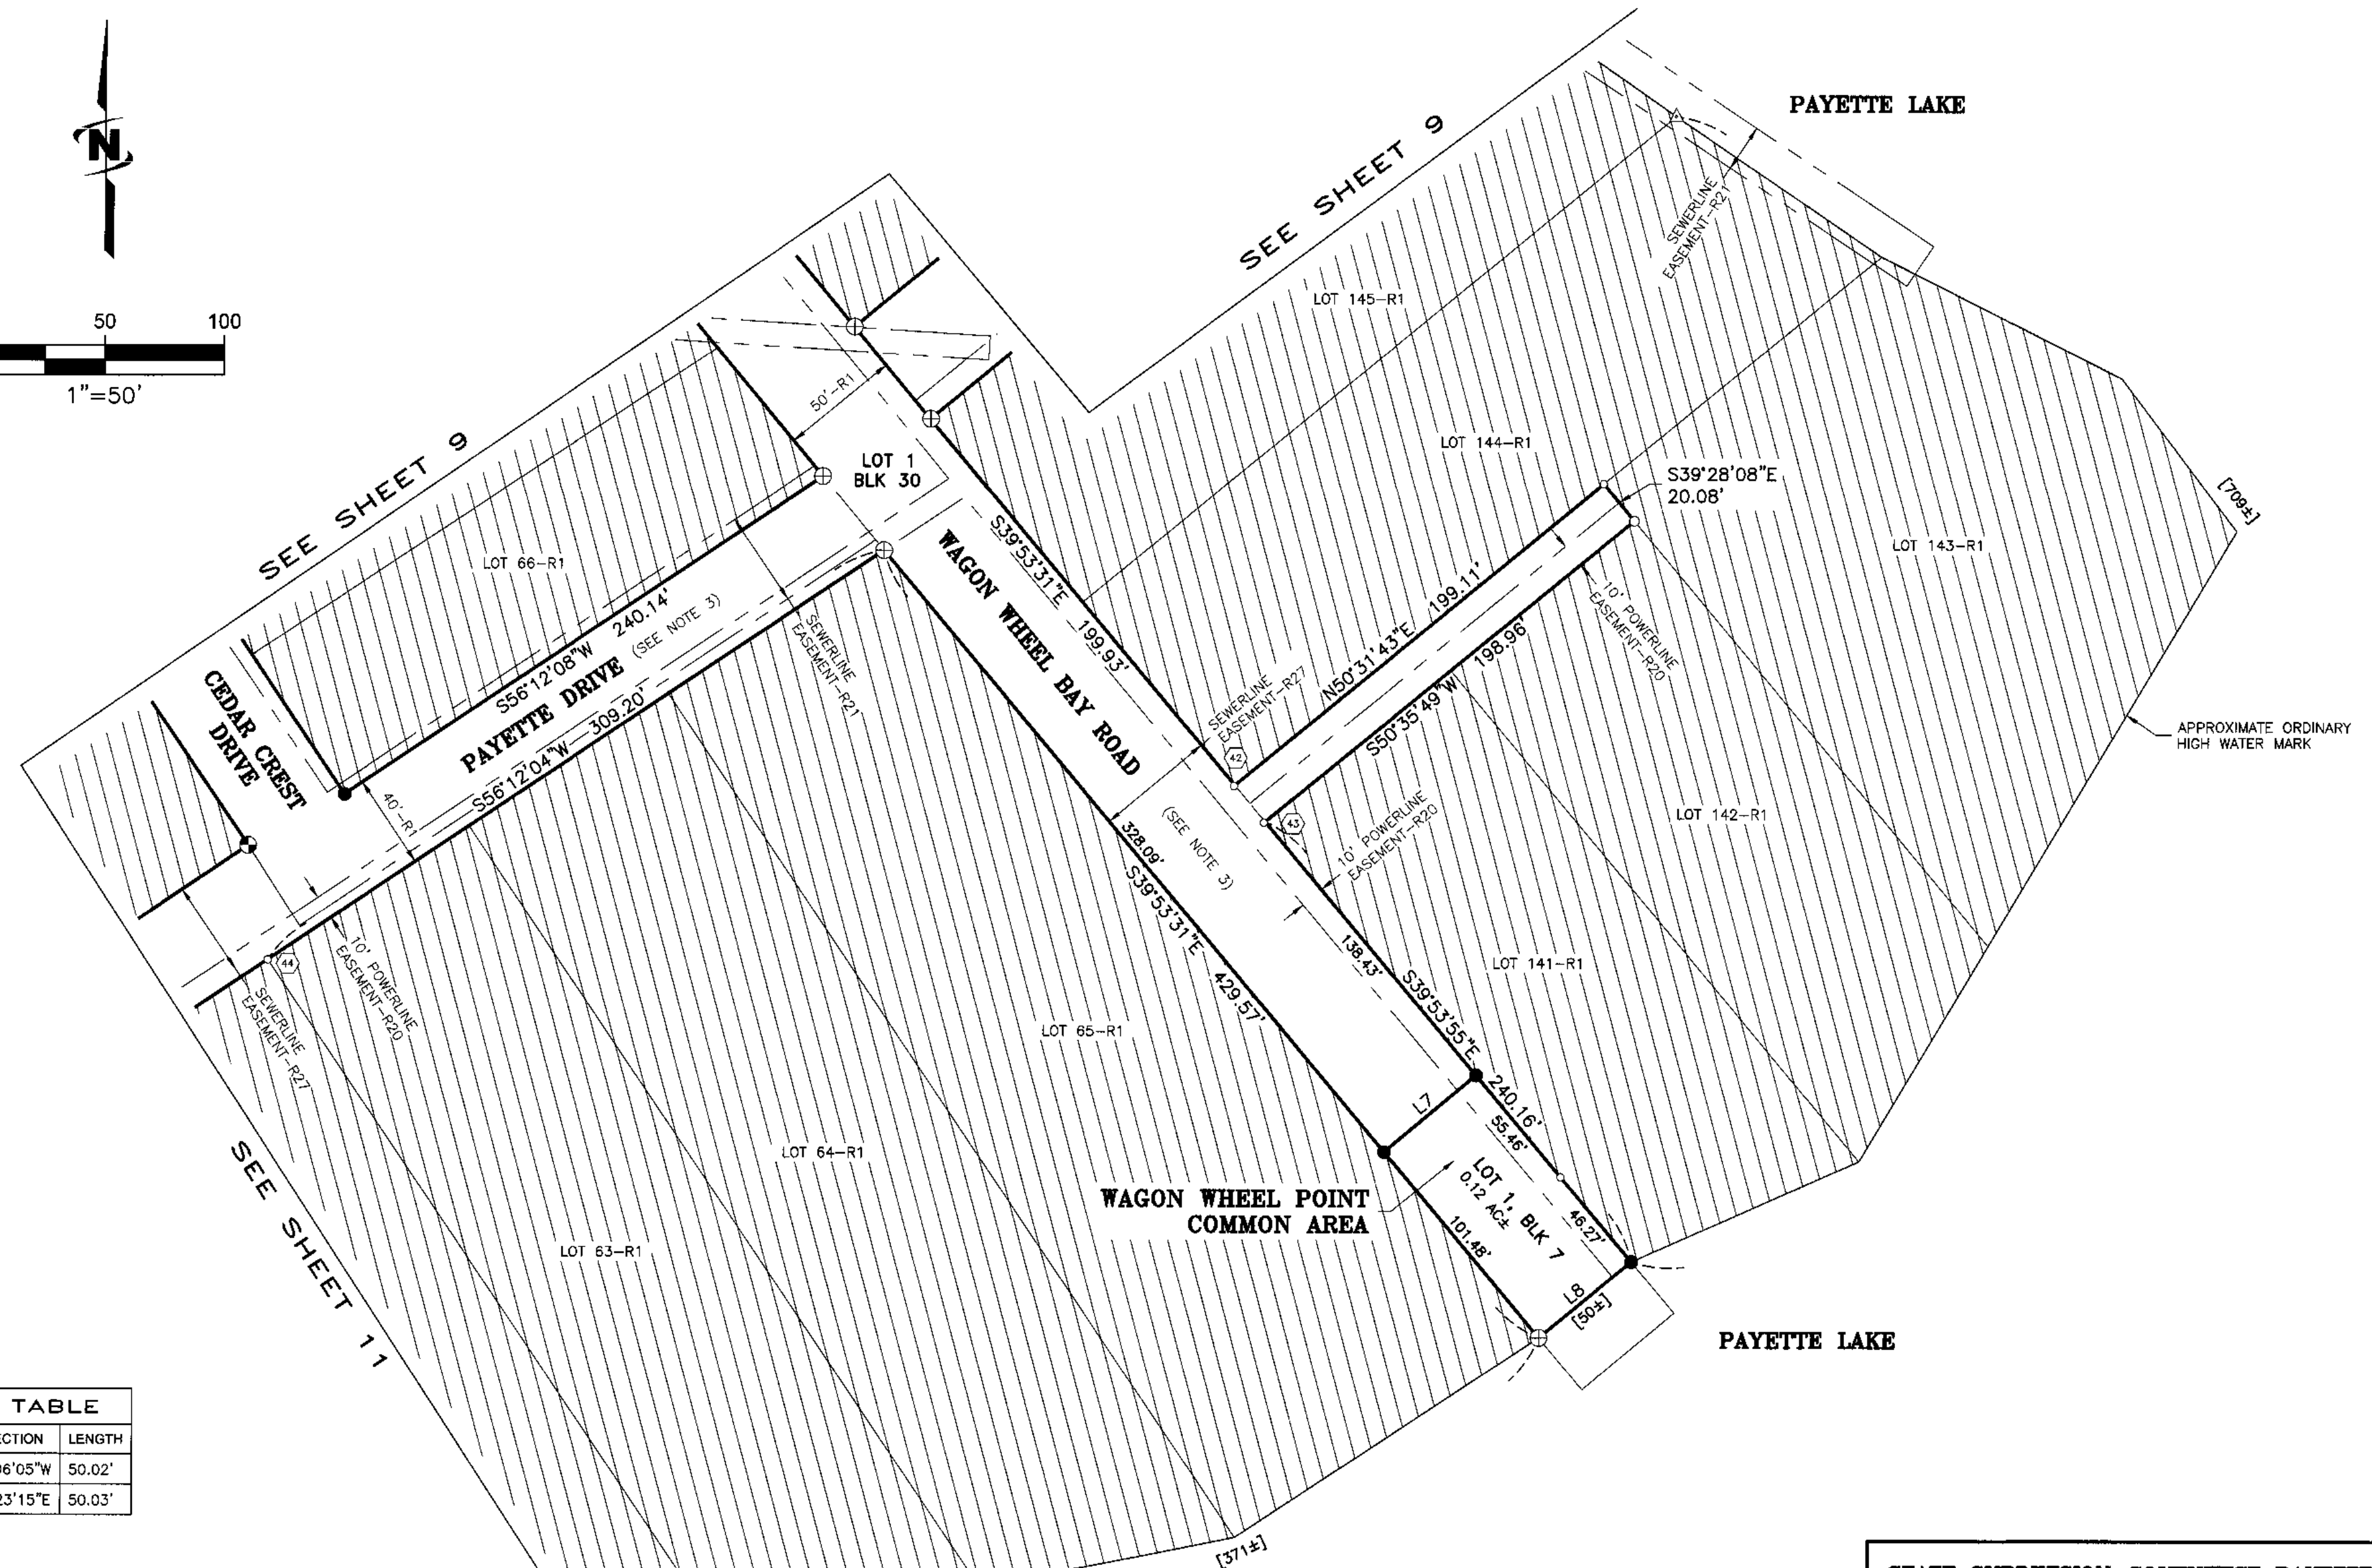 PAYETTE LAKE
N
SEE SHEET 9
50 100
1"=50'
SEWERLINE
EASEMENT-R21
LOT 145-R1
50'-R1
SEE SHEET 9
LOT 1
BLK 30
LOT 144-R1
S39°28'08"E
20.08'
[709±]
LOT 143-R1
LOT 66-R1
S39°53'31"E
199.93'
WAGON WHEEL BAY ROAD
N50°31'43"E 199.11'
S50°35'49"W 198.96'
10' POWERLINE
EASEMENT-R20
S56°12'08"W 240.14'
PAYETTE DRIVE (SEE NOTE 3)
S56°12'04"W 309.20'
SEWERLINE
EASEMENT-R21
SEWERLINE
EASEMENT-R27
CEDAR CREST
DRIVE
42
APPROXIMATE ORDINARY
HIGH WATER MARK
40'-R1
43
LOT 142-R1
(SEE NOTE 3)
10' POWERLINE
EASEMENT-R20
328.09'
S39°53'31"E 429.57'
44
10' POWERLINE
EASEMENT-R20
SEWERLINE
EASEMENT-R27
138.43'
LOT 141-R1
S39°53'55"E 240.16'
LOT 65-R1
L7
55.46'
LOT 64-R1
WAGON WHEEL POINT
COMMON AREA
LOT 1, BLK 7
0.12 AC±
46.27'
101.48'
LOT 63-R1
SEE SHEET 11
L8
[50±]
PAYETTE LAKE
TABLE
CTION LENGTH
6'05"W 50.02'
23'15"E 50.03'
[371±]